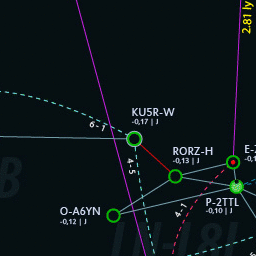 2.81 ly
KU5R-W
-0,17 | J
6-1
4-5
RORZ-H
-0,13 | J
E-
P-2TTL
-0,10 | J
O-A6YN
-0,12 | J
4-1